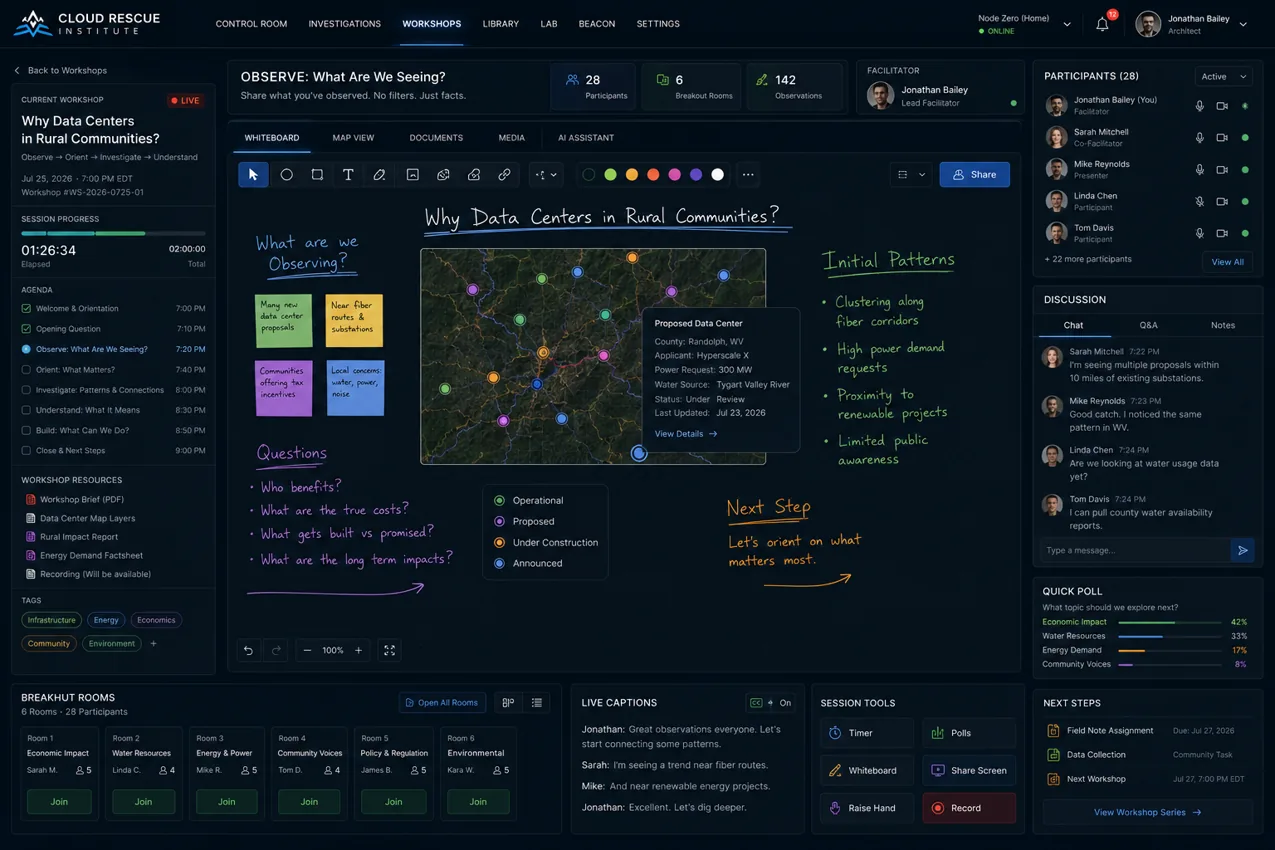 CLOUD RESCUE
INSTITUTE
CONTROL ROOM
INVESTIGATIONS
WORKSHOPS
LIBRARY
LAB
BEACON
SETTINGS
Node Zero (Home)
ONLINE
12
Jonathan Bailey
Architect
Back to Workshops
CURRENT WORKSHOP
LIVE
Why Data Centers
in Rural Communities?
Observe → Orient → Investigate → Understand
Jul 25, 2026 • 7:00 PM EDT
Workshop #WS-2026-0725-01
SESSION PROGRESS
01:26:34
02:00:00
Elapsed
Total
AGENDA
Welcome & Orientation 7:00 PM
Opening Question 7:10 PM
Observe: What Are We Seeing? 7:20 PM
Orient: What Matters? 7:40 PM
Investigate: Patterns & Connections 8:00 PM
Understand: What It Means 8:30 PM
Build: What Can We Do? 8:50 PM
Close & Next Steps 9:00 PM
WORKSHOP RESOURCES
Workshop Brief (PDF)
Data Center Map Layers
Rural Impact Report
Energy Demand Factsheet
Recording (Will be available)
TAGS
Infrastructure
Energy
Economics
Community
Environment
+
OBSERVE: What Are We Seeing?
Share what you've observed. No filters. Just facts.
28
Participants
6
Breakout Rooms
142
Observations
FACILITATOR
Jonathan Bailey
Lead Facilitator
WHITEBOARD
MAP VIEW
DOCUMENTS
MEDIA
AI ASSISTANT
T
Share
Why Data Centers in Rural Communities?
What are we
Observing?
Many new
data center
proposals
Near fiber
routes &
substations
Communities
offering tax
incentives
Local concerns:
water, power,
noise
Questions
• Who benefits?
• What are the true costs?
• What gets built vs promised?
• What are the long term impacts?
Proposed Data Center
County: Randolph, WV
Applicant: Hyperscale X
Power Request: 300 MW
Water Source: Tygart Valley River
Status: Under Review
Last Updated: Jul 23, 2026
View Details →
Operational
Proposed
Under Construction
Announced
Initial Patterns
• Clustering along
fiber corridors
• High power demand
requests
• Proximity to
renewable projects
• Limited public
awareness
Next Step
Let's orient on what
matters most.
100%
PARTICIPANTS (28)
Active
Jonathan Bailey (You)
Facilitator
Sarah Mitchell
Co-Facilitator
Mike Reynolds
Presenter
Linda Chen
Participant
Tom Davis
Participant
+ 22 more participants
View All
DISCUSSION
Chat
Q&A
Notes
Sarah Mitchell 7:22 PM
I'm seeing multiple proposals within
10 miles of existing substations.
Mike Reynolds 7:23 PM
Good catch. I noticed the same
pattern in WV.
Linda Chen 7:24 PM
Are we looking at water usage data
yet?
Tom Davis 7:24 PM
I can pull county water availability
reports.
Type a message...
QUICK POLL
What topic should we explore next?
Economic Impact 42%
Water Resources 33%
Energy Demand 17%
Community Voices 8%
BREAKHUT ROOMS
6 Rooms • 28 Participants
Open All Rooms
Room 1
Economic Impact
Sarah M. 5
Join
Room 2
Water Resources
Linda C. 4
Join
Room 3
Energy & Power
Mike R. 5
Join
Room 4
Community Voices
Tom D. 4
Join
Room 5
Policy & Regulation
James B. 5
Join
Room 6
Environmental
Kara W. 5
Join
LIVE CAPTIONS
CC
On
Jonathan: Great observations everyone. Let's
start connecting some patterns.
Sarah: I'm seeing a trend near fiber routes.
Mike: And near renewable energy projects.
Jonathan: Excellent. Let's dig deeper.
SESSION TOOLS
Timer
Polls
Whiteboard
Share Screen
Raise Hand
Record
NEXT STEPS
Field Note Assignment Due: Jul 27, 2026
Data Collection Community Task
Next Workshop Jul 27, 7:00 PM EDT
View Workshop Series →